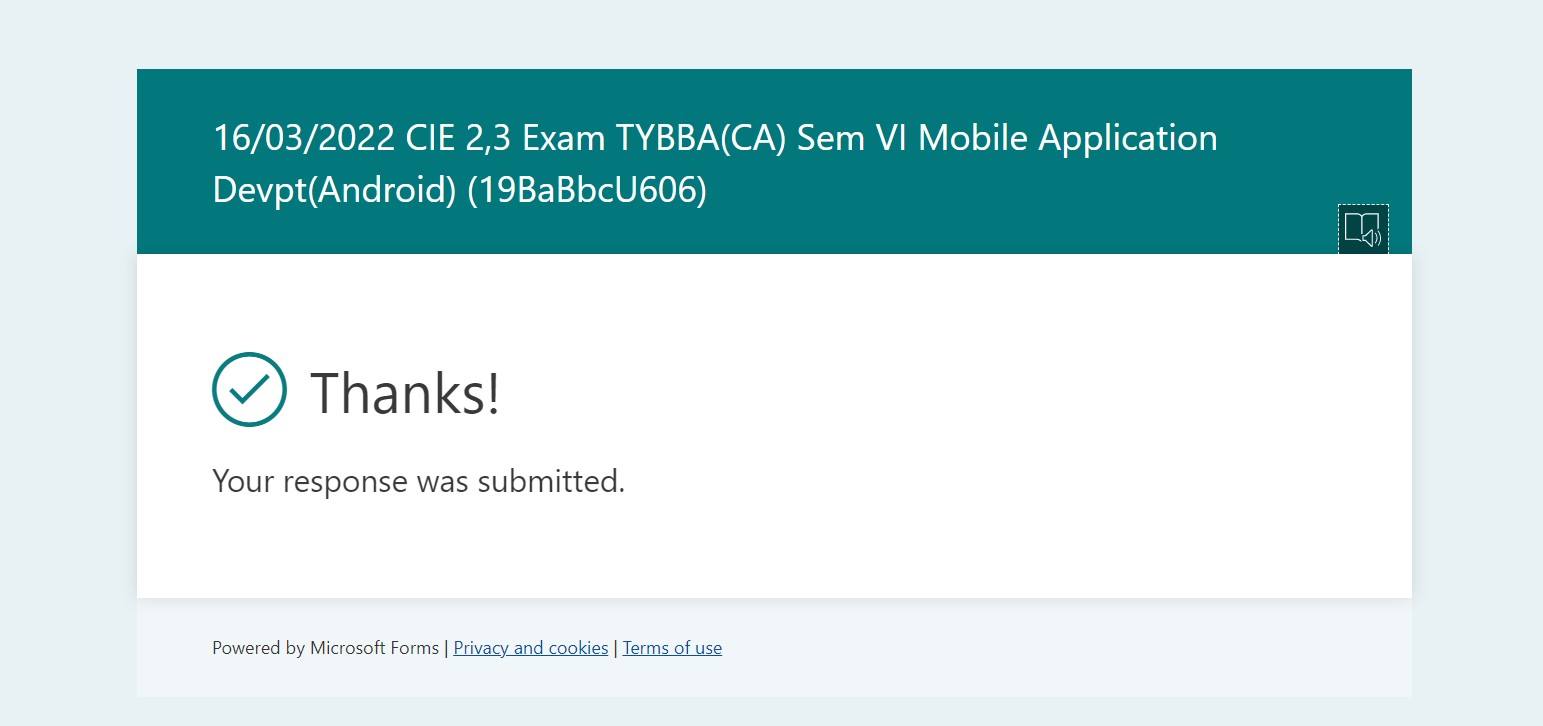 16/03/2022 CIE 2,3 Exam TYBBA(CA) Sem VI Mobile Application
Devpt(Android) (19BaBbcU606)
Thanks!
Your response was submitted.
Powered by Microsoft Forms | Privacy and cookies | Terms of use